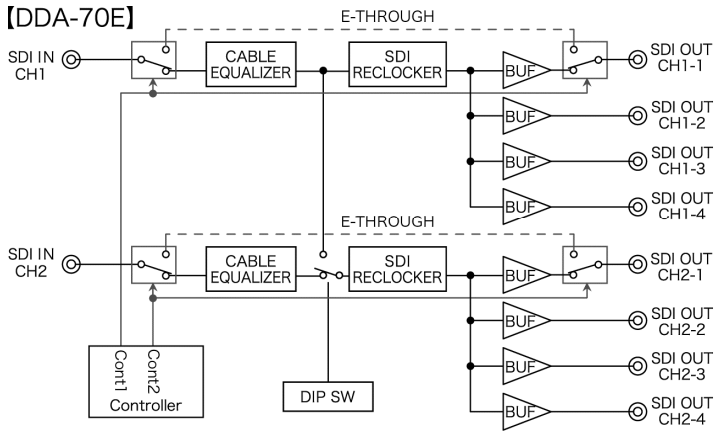 【DDA-70E】
E-THROUGH
SDI IN
CH1
CABLE
EQUALIZER
SDI
RECLOCKER
BUF
SDI OUT
CH1-1
BUF
SDI OUT
CH1-2
BUF
SDI OUT
CH1-3
BUF
SDI OUT
CH1-4
E-THROUGH
SDI IN
CH2
CABLE
EQUALIZER
SDI
RECLOCKER
BUF
SDI OUT
CH2-1
BUF
SDI OUT
CH2-2
BUF
SDI OUT
CH2-3
BUF
SDI OUT
CH2-4
Cont1
Cont2
Controller
DIP SW